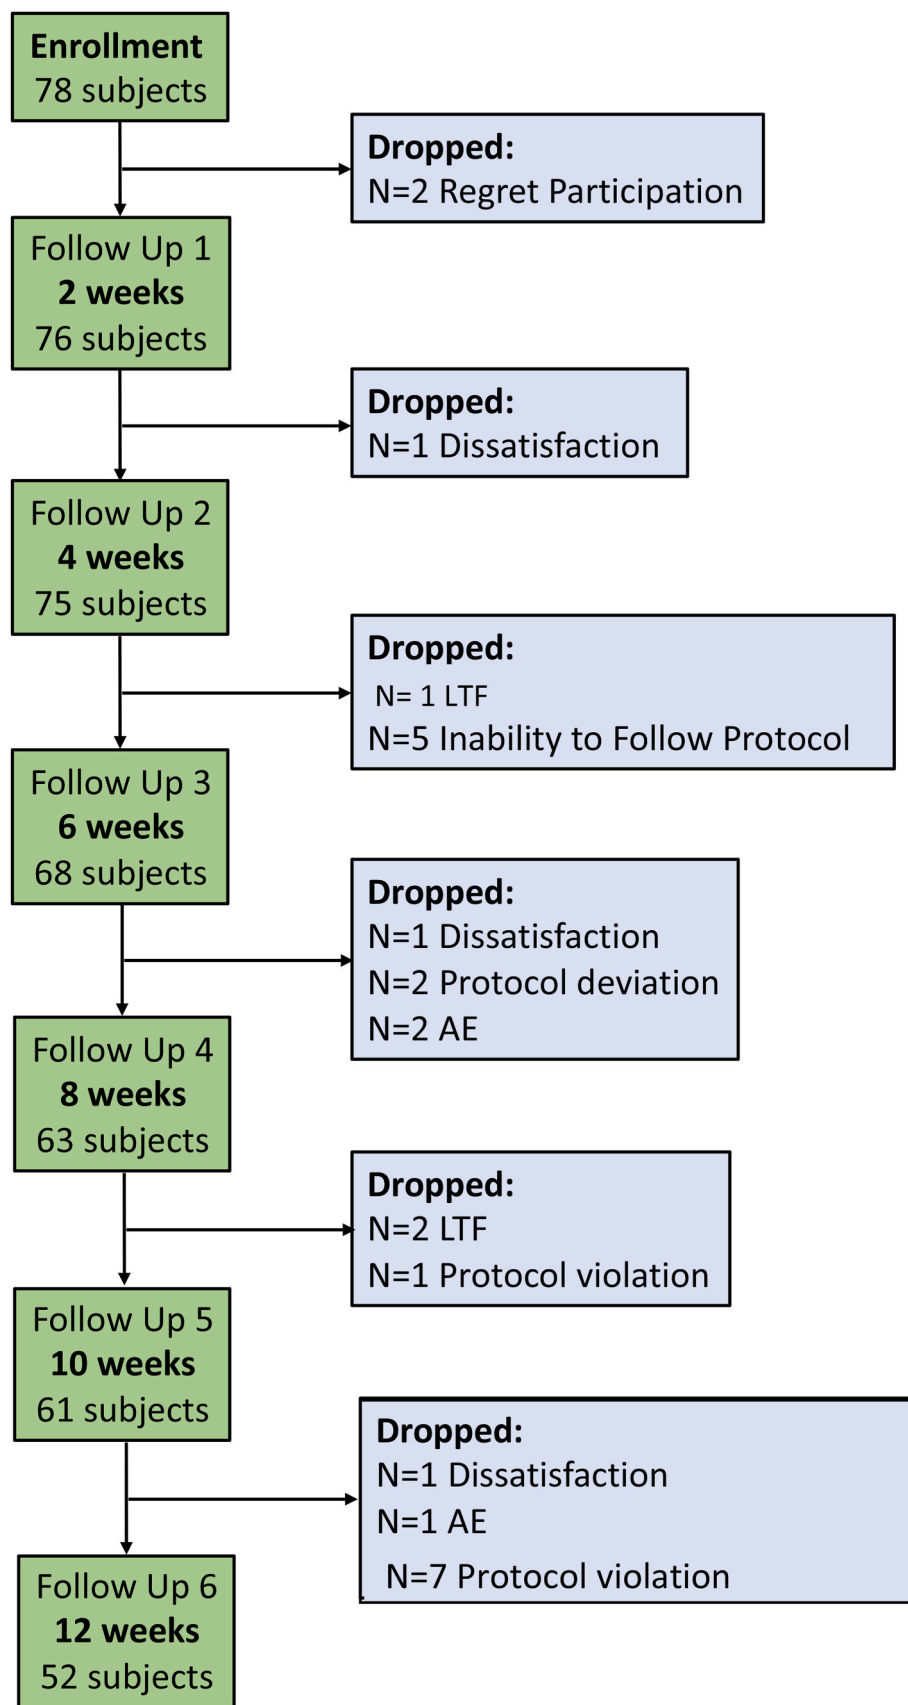 Enrollment
78 subjects
Dropped:
N=2 Regret Participation
Follow Up 1
2 weeks
76 subjects
Dropped:
N=1 Dissatisfaction
Follow Up 2
4 weeks
75 subjects
Dropped:
N= 1 LTF
N=5 Inability to Follow Protocol
Follow Up 3
6 weeks
68 subjects
Dropped:
N=1 Dissatisfaction
N=2 Protocol deviation
N=2 AE
Follow Up 4
8 weeks
63 subjects
Dropped:
N=2 LTF
N=1 Protocol violation
Follow Up 5
10 weeks
61 subjects
Dropped:
N=1 Dissatisfaction
N=1 AE
N=7 Protocol violation
Follow Up 6
12 weeks
52 subjects